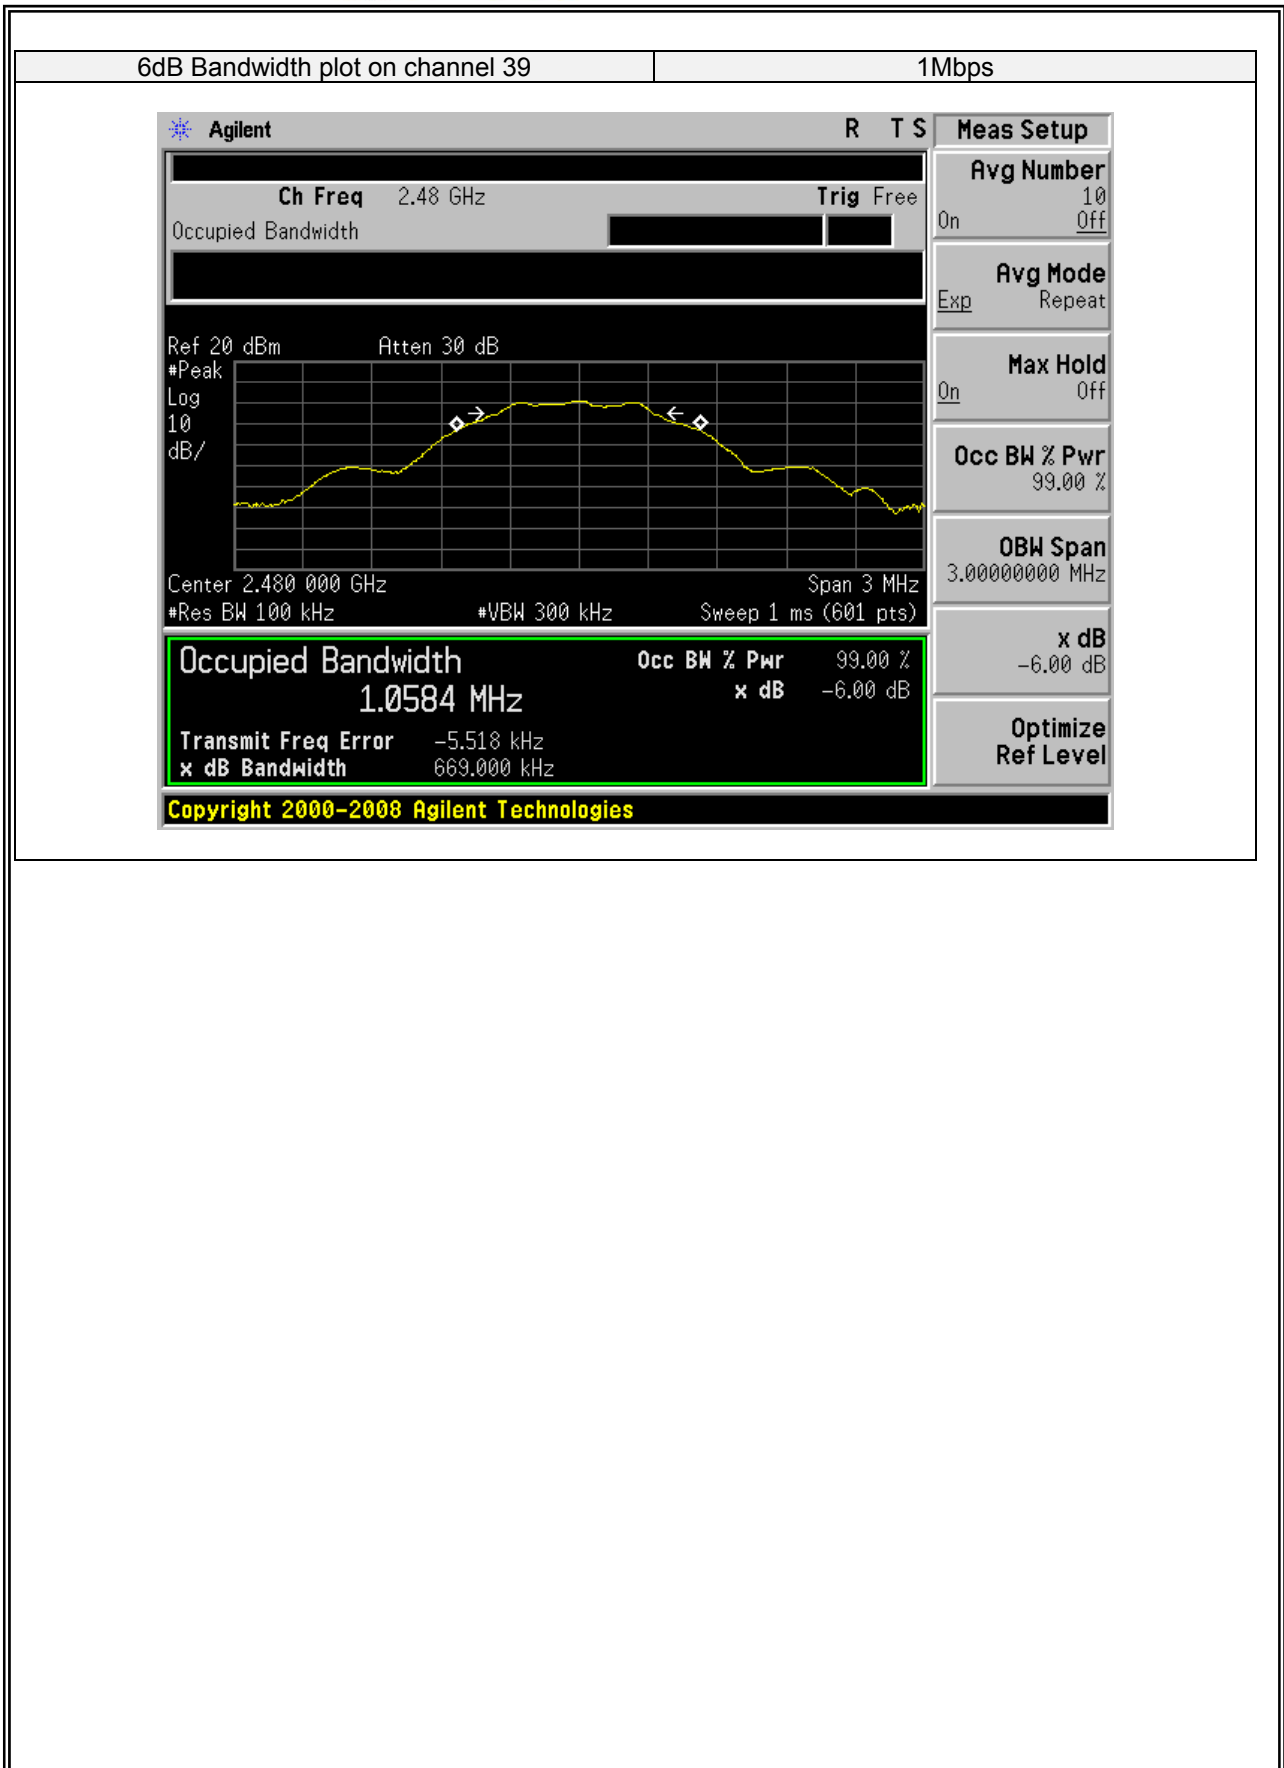 6dB Bandwidth plot on channel 39 1Mbps
Agilent R T S Meas Setup
Ch Freq 2.48 GHz Trig Free
Occupied Bandwidth
Avg Number
10
On Off
Avg Mode
Exp Repeat
Max Hold
On Off
Occ BW % Pwr
99.00 %
OBW Span
3.00000000 MHz
x dB
-6.00 dB
Optimize
Ref Level
Ref 20 dBm Atten 30 dB
#Peak
Log
10
dB/
Center 2.480 000 GHz Span 3 MHz
#Res BW 100 kHz #VBW 300 kHz Sweep 1 ms (601 pts)
Occupied Bandwidth Occ BW % Pwr 99.00 %
1.0584 MHz x dB -6.00 dB
Transmit Freq Error -5.518 kHz
x dB Bandwidth 669.000 kHz
Copyright 2000-2008 Agilent Technologies